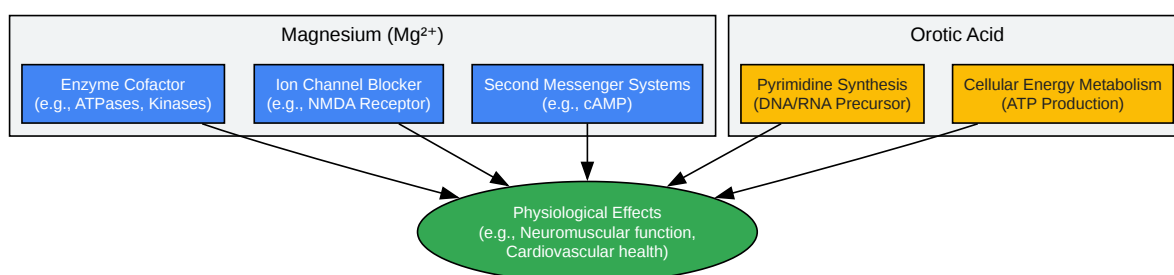 Magnesium (Mg²⁺)
Orotic Acid
Enzyme Cofactor
(e.g., ATPases, Kinases)
Ion Channel Blocker
(e.g., NMDA Receptor)
Second Messenger Systems
(e.g., cAMP)
Pyrimidine Synthesis
(DNA/RNA Precursor)
Cellular Energy Metabolism
(ATP Production)
Physiological Effects
(e.g., Neuromuscular function,
Cardiovascular health)